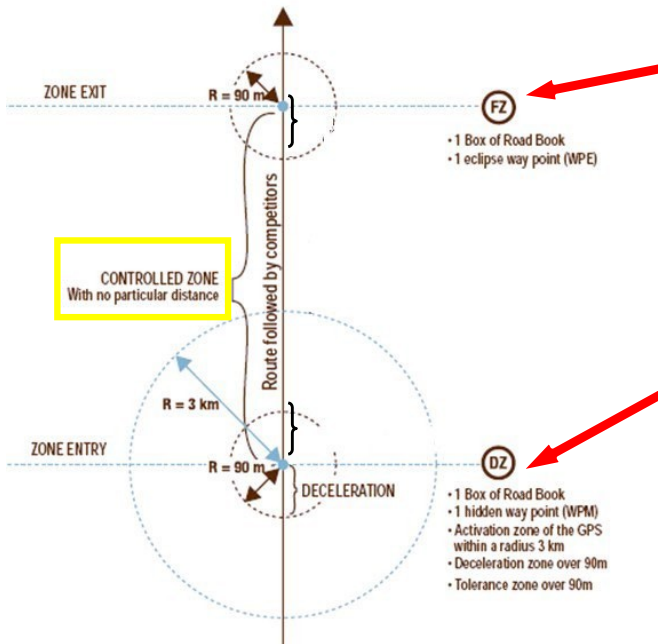 R = 90 m
ZONE EXIT
FZ
• 1 Box of Road Book
• 1 eclipse way point (WPE)
Route followed by competitors
CONTROLLED ZONE
With no particular distance
R = 3 km
ZONE ENTRY
R = 90 m
DZ
DECELERATION
• 1 Box of Road Book
• 1 hidden way point (WPM)
• Activation zone of the GPS
within a radius 3 km
• Deceleration zone over 90m
• Tolerance zone over 90m